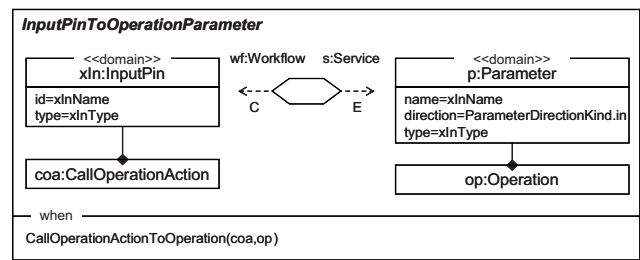 InputPinToOperationParameter
<<domain>>
xIn:InputPin
id=xInName
type=xInType
coa:CallOperationAction
wf:Workflow s:Service
C E
<<domain>>
p:Parameter
name=xInName
direction=ParameterDirectionKind.in
type=xInType
op:Operation
when
CallOperationActionToOperation(coa,op)